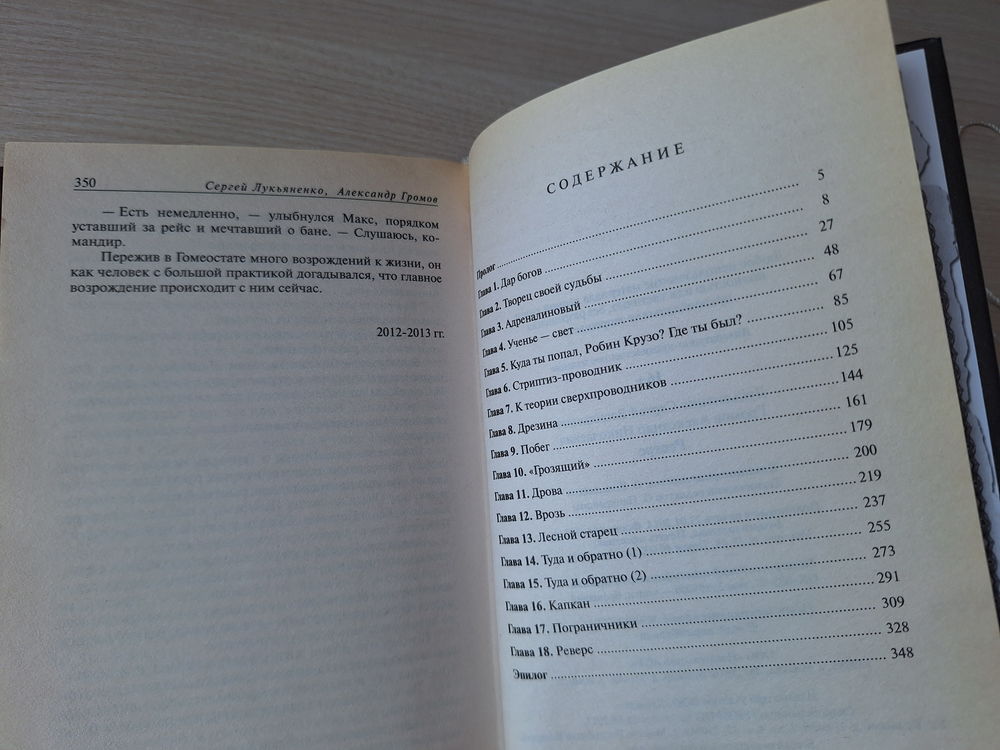 350
Сергей Лукьяненко, Александр Громов
— Есть немедленно, — улыбнулся Макс, порядком
уставший за рейс и мечтавший о бане. — Слушаюсь, ко-
мандир.
Пережив в Гомеостате много возрождений к жизни, он
как человек с большой практикой догадывался, что главное
возрождение происходит с ним сейчас.
2012-2013 гг.
СОДЕРЖАНИЕ
Пролог 5
Глава 1. Дар богов 8
Глава 2. Творец своей судьбы 27
Глава 3. Адреналиновый 48
Глава 4. Ученье — свет 67
Глава 5. Куда ты попал, Робин Крузо? Где ты был? 85
Глава 6. Стриптиз-проводник 105
Глава 7. К теории сверхпроводников 125
Глава 8. Дрезина 144
Глава 9. Побег 161
Глава 10. «Грозящий» 179
Глава 11. Дрова 200
Глава 12. Врозь 219
Глава 13. Лесной старец 237
Глава 14. Туда и обратно (1) 255
Глава 15. Туда и обратно (2) 273
Глава 16. Капкан 291
Глава 17. Пограничники 309
Глава 18. Реверс 328
Эпилог 348